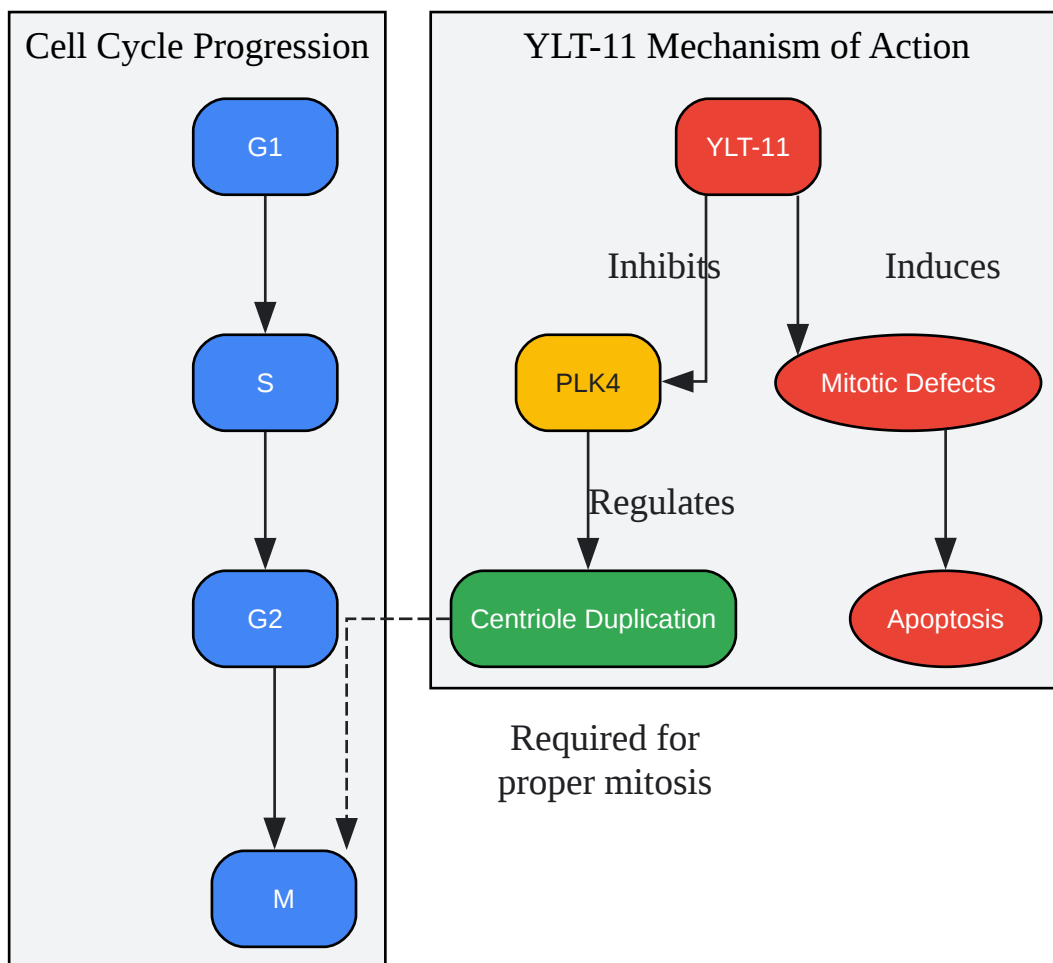 Cell Cycle Progression
G1
S
G2
M
YLT-11 Mechanism of Action
YLT-11
Inhibits
Induces
PLK4
Mitotic Defects
Regulates
Centriole Duplication
Apoptosis
Required for
proper mitosis